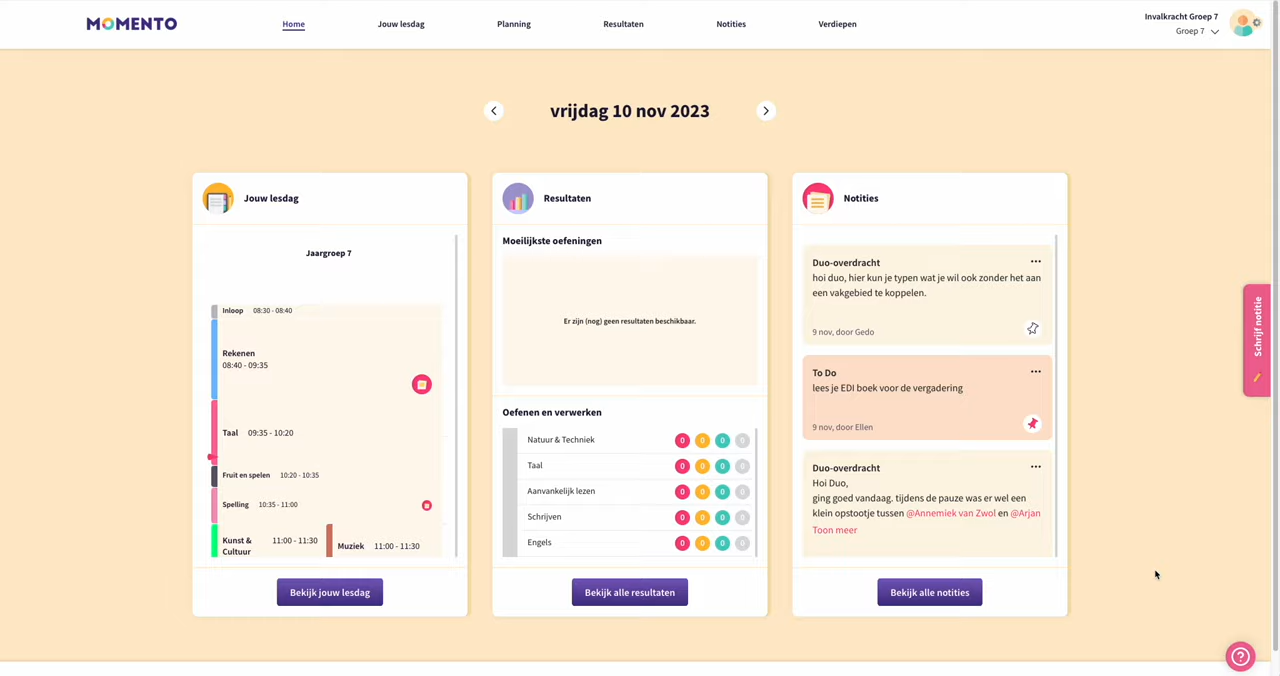 MOMENTO
Home
Jouw lesdag
Planning
Resultaten
Notities
Verdiepen
Invalkracht Groep 7
Groep 7
vrijdag 10 nov 2023
Jouw lesdag
Jaargroep 7
Inloop 08:30 - 08:40
Rekenen
08:40 - 09:35
Taal 09:35 - 10:20
Fruit en spelen 10:20 - 10:35
Spelling 10:35 - 11:00
Kunst & 11:00 - 11:30
Cultuur
Muziek 11:00 - 11:30
Bekijk jouw lesdag
Resultaten
Moeilijkste oefeningen
Er zijn (nog) geen resultaten beschikbaar.
Oefenen en verwerken
Natuur & Techniek 0 0 0 0
Taal 0 0 0 0
Aanvankelijk lezen 0 0 0 0
Schrijven 0 0 0 0
Engels 0 0 0 0
Bekijk alle resultaten
Notities
Duo-overdracht
hoi duo, hier kun je typen wat je wil ook zonder het aan
een vakgebied te koppelen.
9 nov, door Gedo
To Do
lees je EDI boek voor de vergadering
9 nov, door Ellen
Duo-overdracht
Hoi Duo,
ging goed vandaag. tijdens de pauze was er wel een
klein opstootje tussen @Annemiek van Zwol en @Arjan
Toon meer
Bekijk alle notities
Schrijf notitie
?